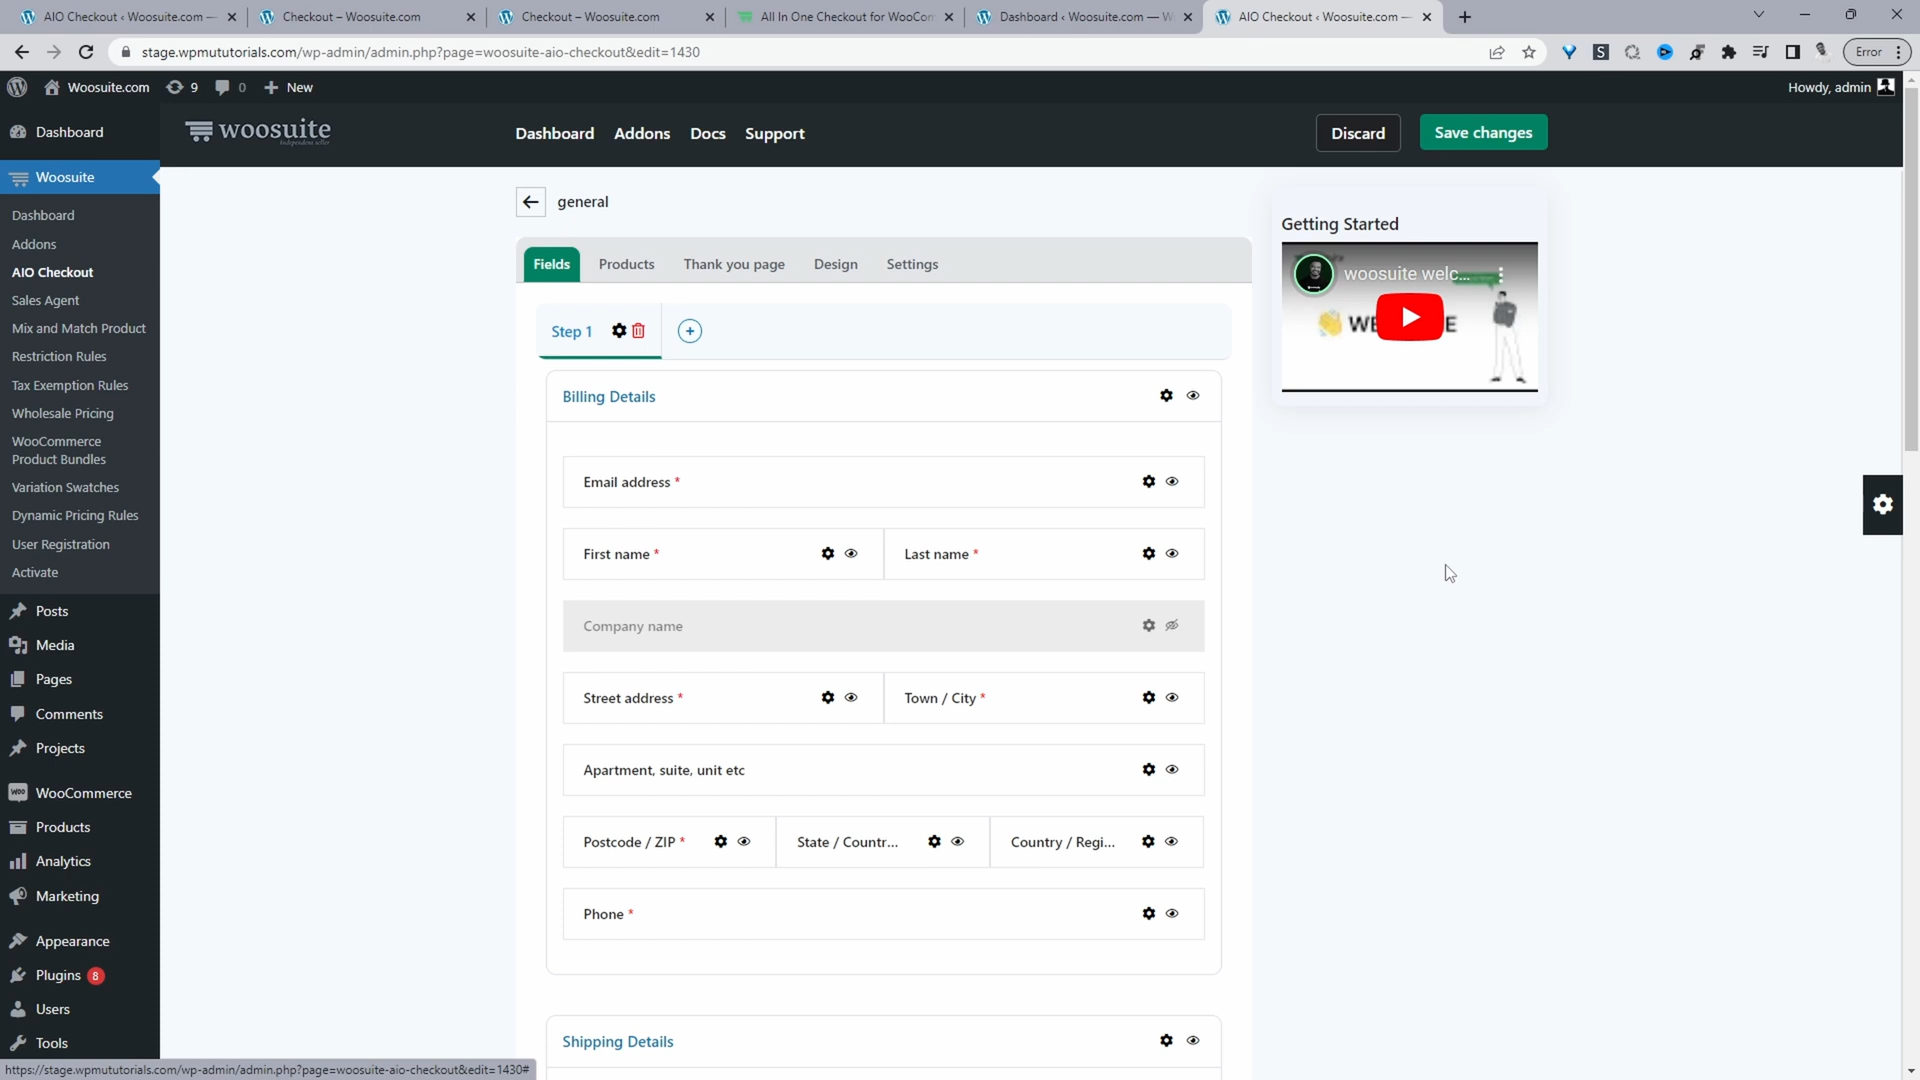 AIO Checkout ‹ Woosuite.com —
Checkout – Woosuite.com
Checkout – Woosuite.com
All In One Checkout for WooCom
Dashboard ‹ Woosuite.com — W
AIO Checkout ‹ Woosuite.com —
stage.wpmututorials.com/wp-admin/admin.php?page=woosuite-aio-checkout&edit=1430
S
Error
Woosuite.com
9
0
New
Howdy, admin
Dashboard
woosuite
independent seller
Dashboard
Addons
Docs
Support
Discard
Save changes
Woosuite
Dashboard
Addons
AIO Checkout
Sales Agent
Mix and Match Product
Restriction Rules
Tax Exemption Rules
Wholesale Pricing
WooCommerce
Product Bundles
Variation Swatches
Dynamic Pricing Rules
User Registration
Activate
Posts
Media
Pages
Comments
Projects
WooCommerce
Products
Analytics
Marketing
Appearance
Plugins 8
Users
Tools
general
Fields
Products
Thank you page
Design
Settings
Step 1
Billing Details
Email address *
First name *
Last name *
Company name
Street address *
Town / City *
Apartment, suite, unit etc
Postcode / ZIP *
State / Countr...
Country / Regi...
Phone *
Shipping Details
Getting Started
woosuite welc...
https://stage.wpmututorials.com/wp-admin/admin.php?page=woosuite-aio-checkout&edit=1430#